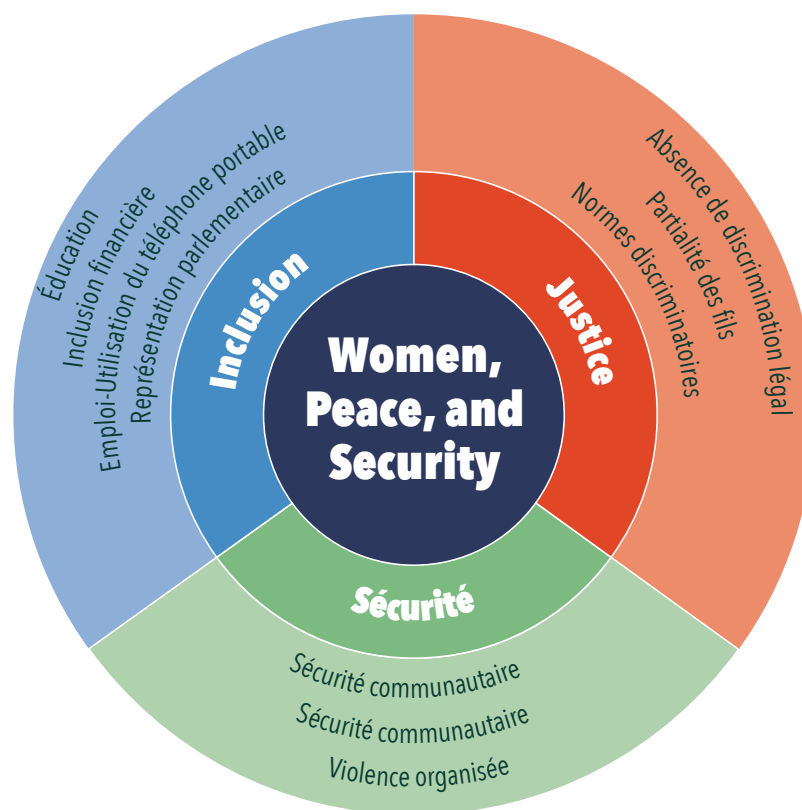 Women,
Peace, and
Security
Inclusion
Éducation
Inclusion financière
Emploi-Utilisation du téléphone portable
Représentation parlementaire
Justice
Absence de discrimination légal
Partialité des fils
Normes discriminatoires
Sécurité
Sécurité communautaire
Sécurité communautaire
Violence organisée